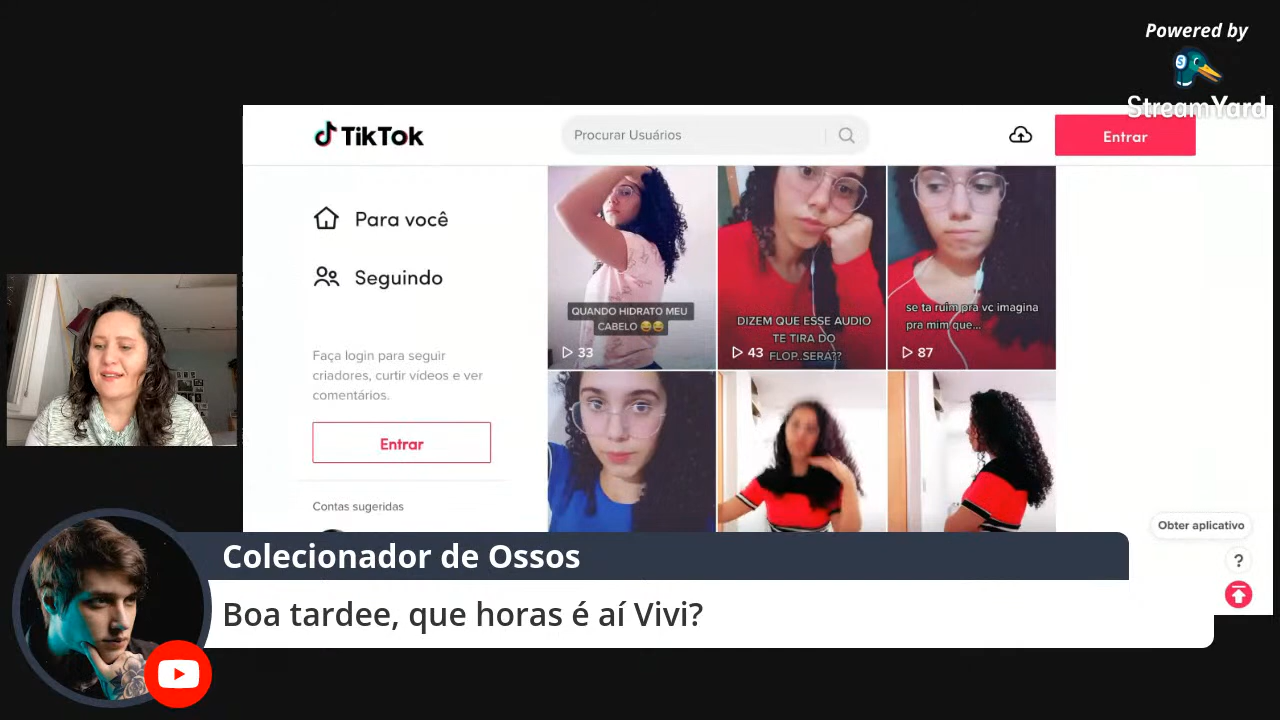 Powered by
StreamYard
TikTok
Procurar Usuários
Entrar
Para você
Seguindo
Faça login para seguir
criadores, curtir vídeos e ver
comentários.
Entrar
Contas sugeridas
QUANDO HIDRATO MEU
CABELO 😂😂
33
DIZEM QUE ESSE AUDIO
TE TIRA DO
FLOP..SERA??
43
se ta ruim pra vc imagina
pra mim que...
87
Obter aplicativo
?
Colecionador de Ossos
Boa tardee, que horas é aí Vivi?